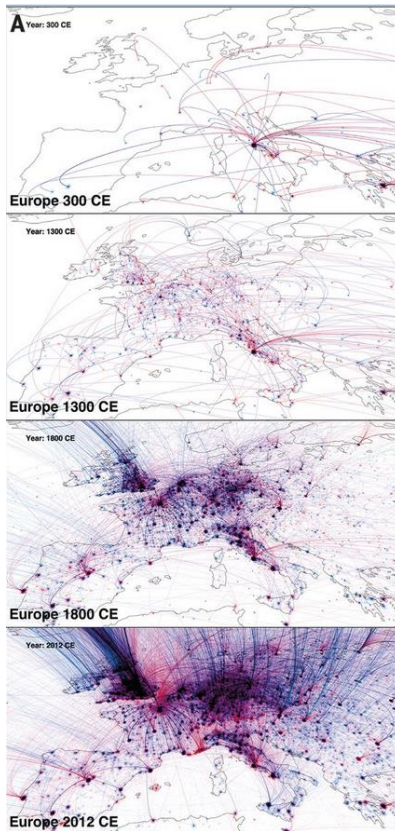 A
Year: 300 CE
Europe 300 CE
Year: 1300 CE
Europe 1300 CE
Year: 1800 CE
Europe 1800 CE
Year: 2012 CE
Europe 2012 CE